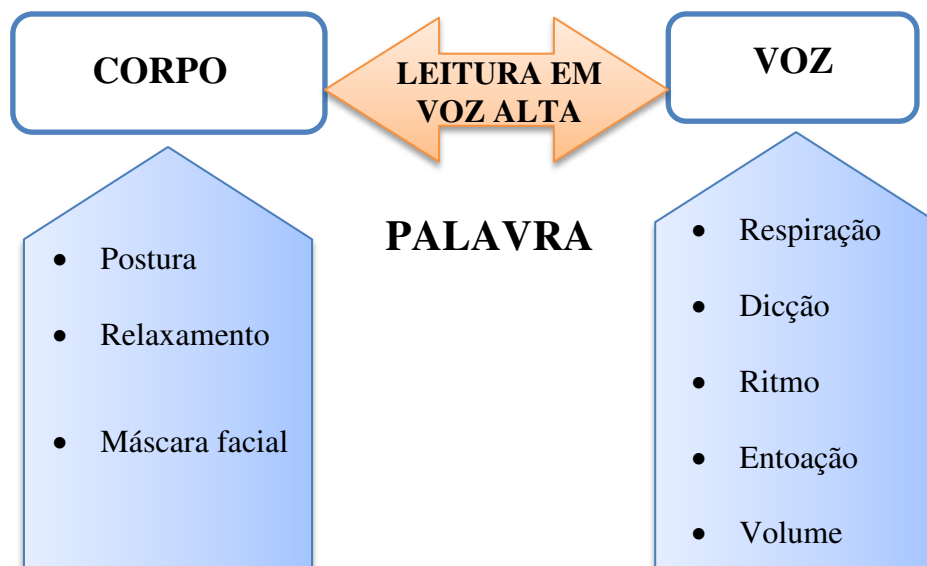 CORPO
LEITURA EM
VOZ ALTA
VOZ
PALAVRA
• Postura
• Relaxamento
• Máscara facial
• Respiração
• Dicção
• Ritmo
• Entoação
• Volume